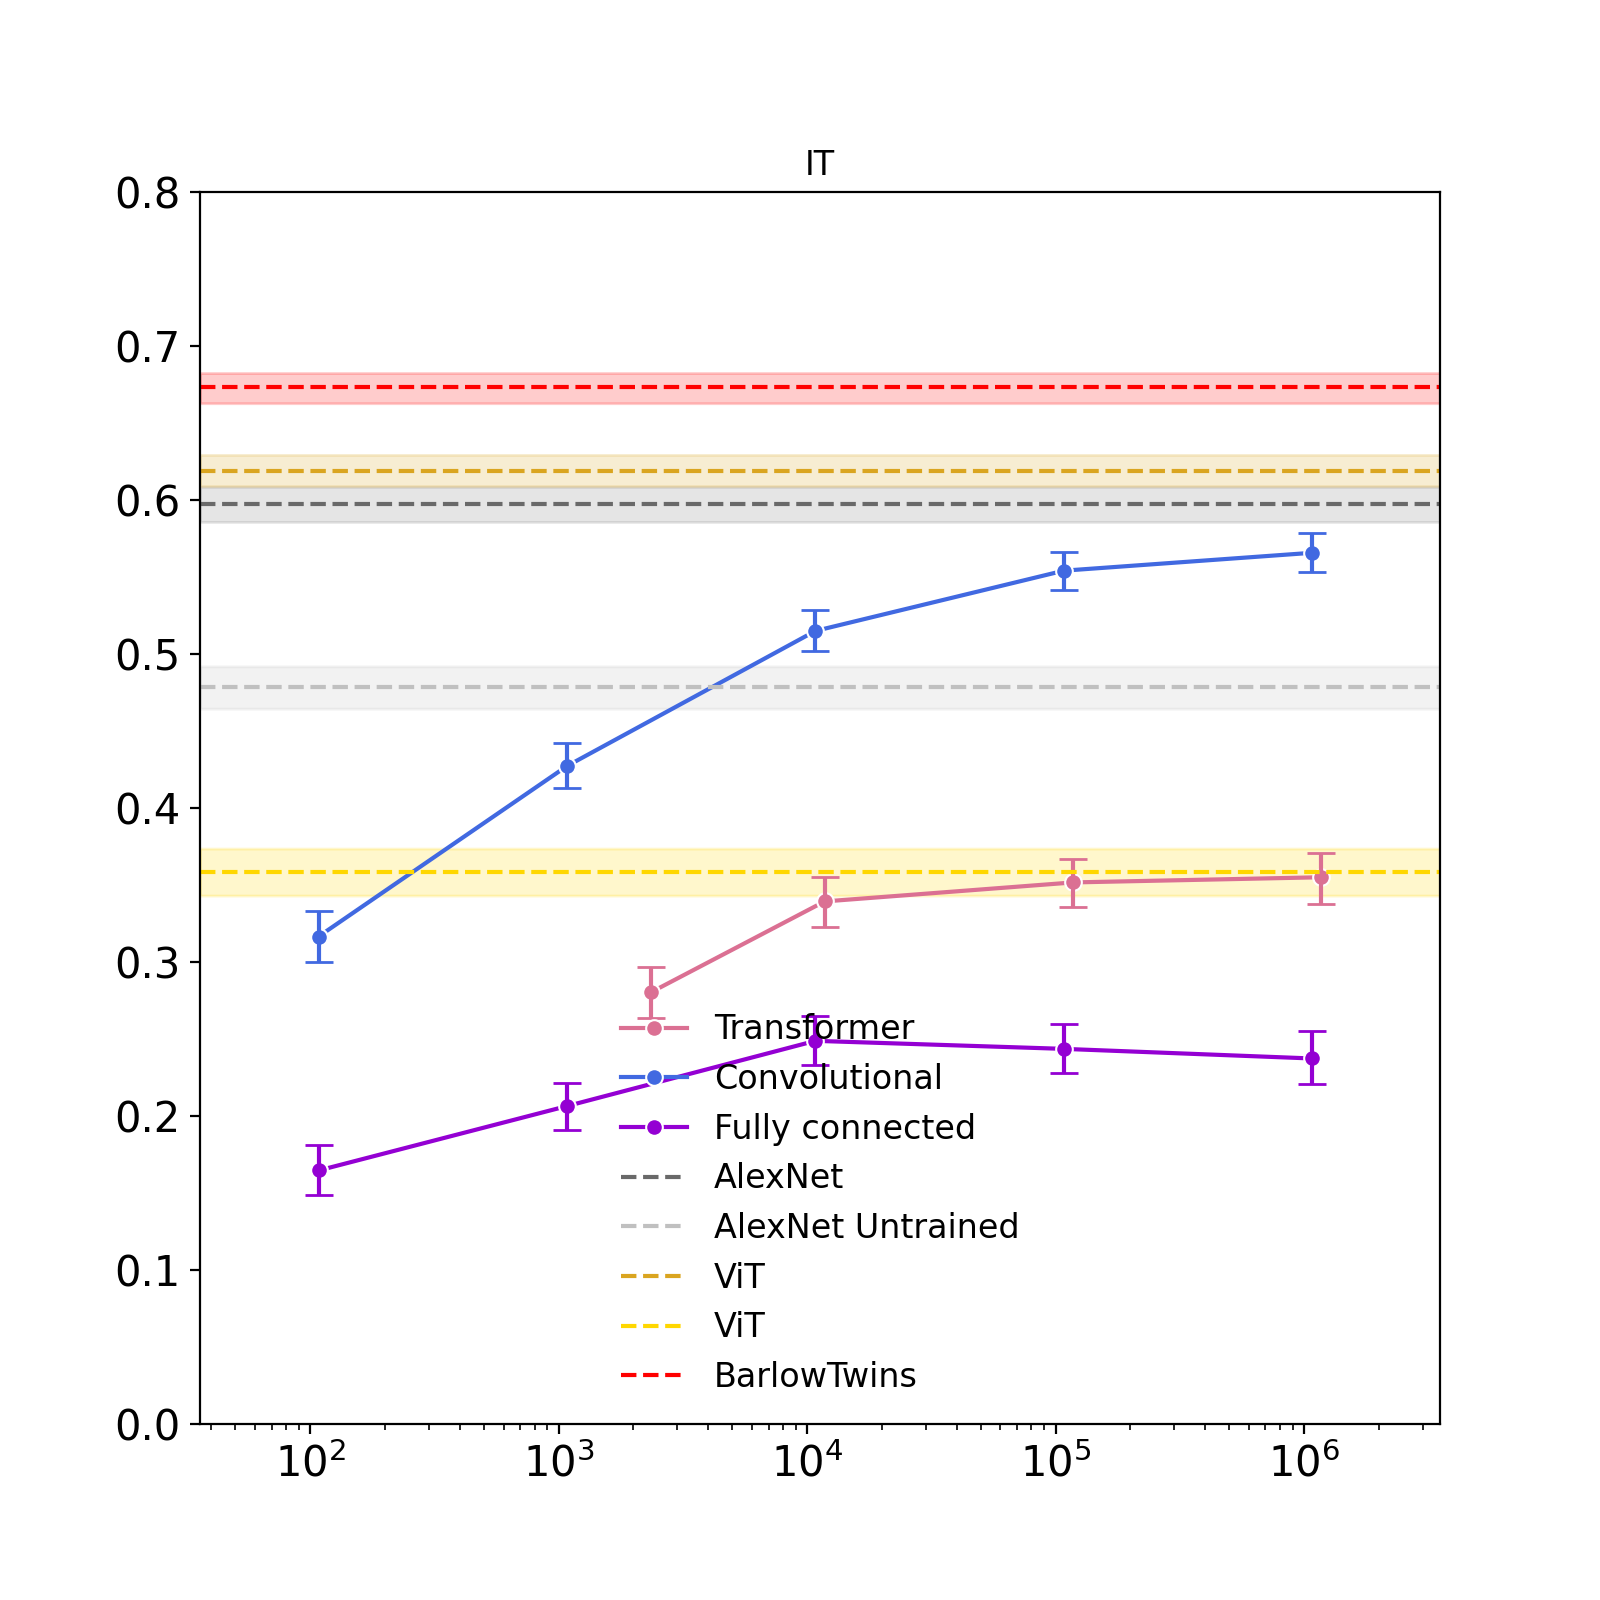 IT
0.8
0.7
0.6
0.5
0.4
0.3
0.2
0.1
0.0
Transformer
Convolutional
Fully connected
AlexNet
AlexNet Untrained
ViT
ViT
BarlowTwins
10² 10³ 10⁴ 10⁵ 10⁶